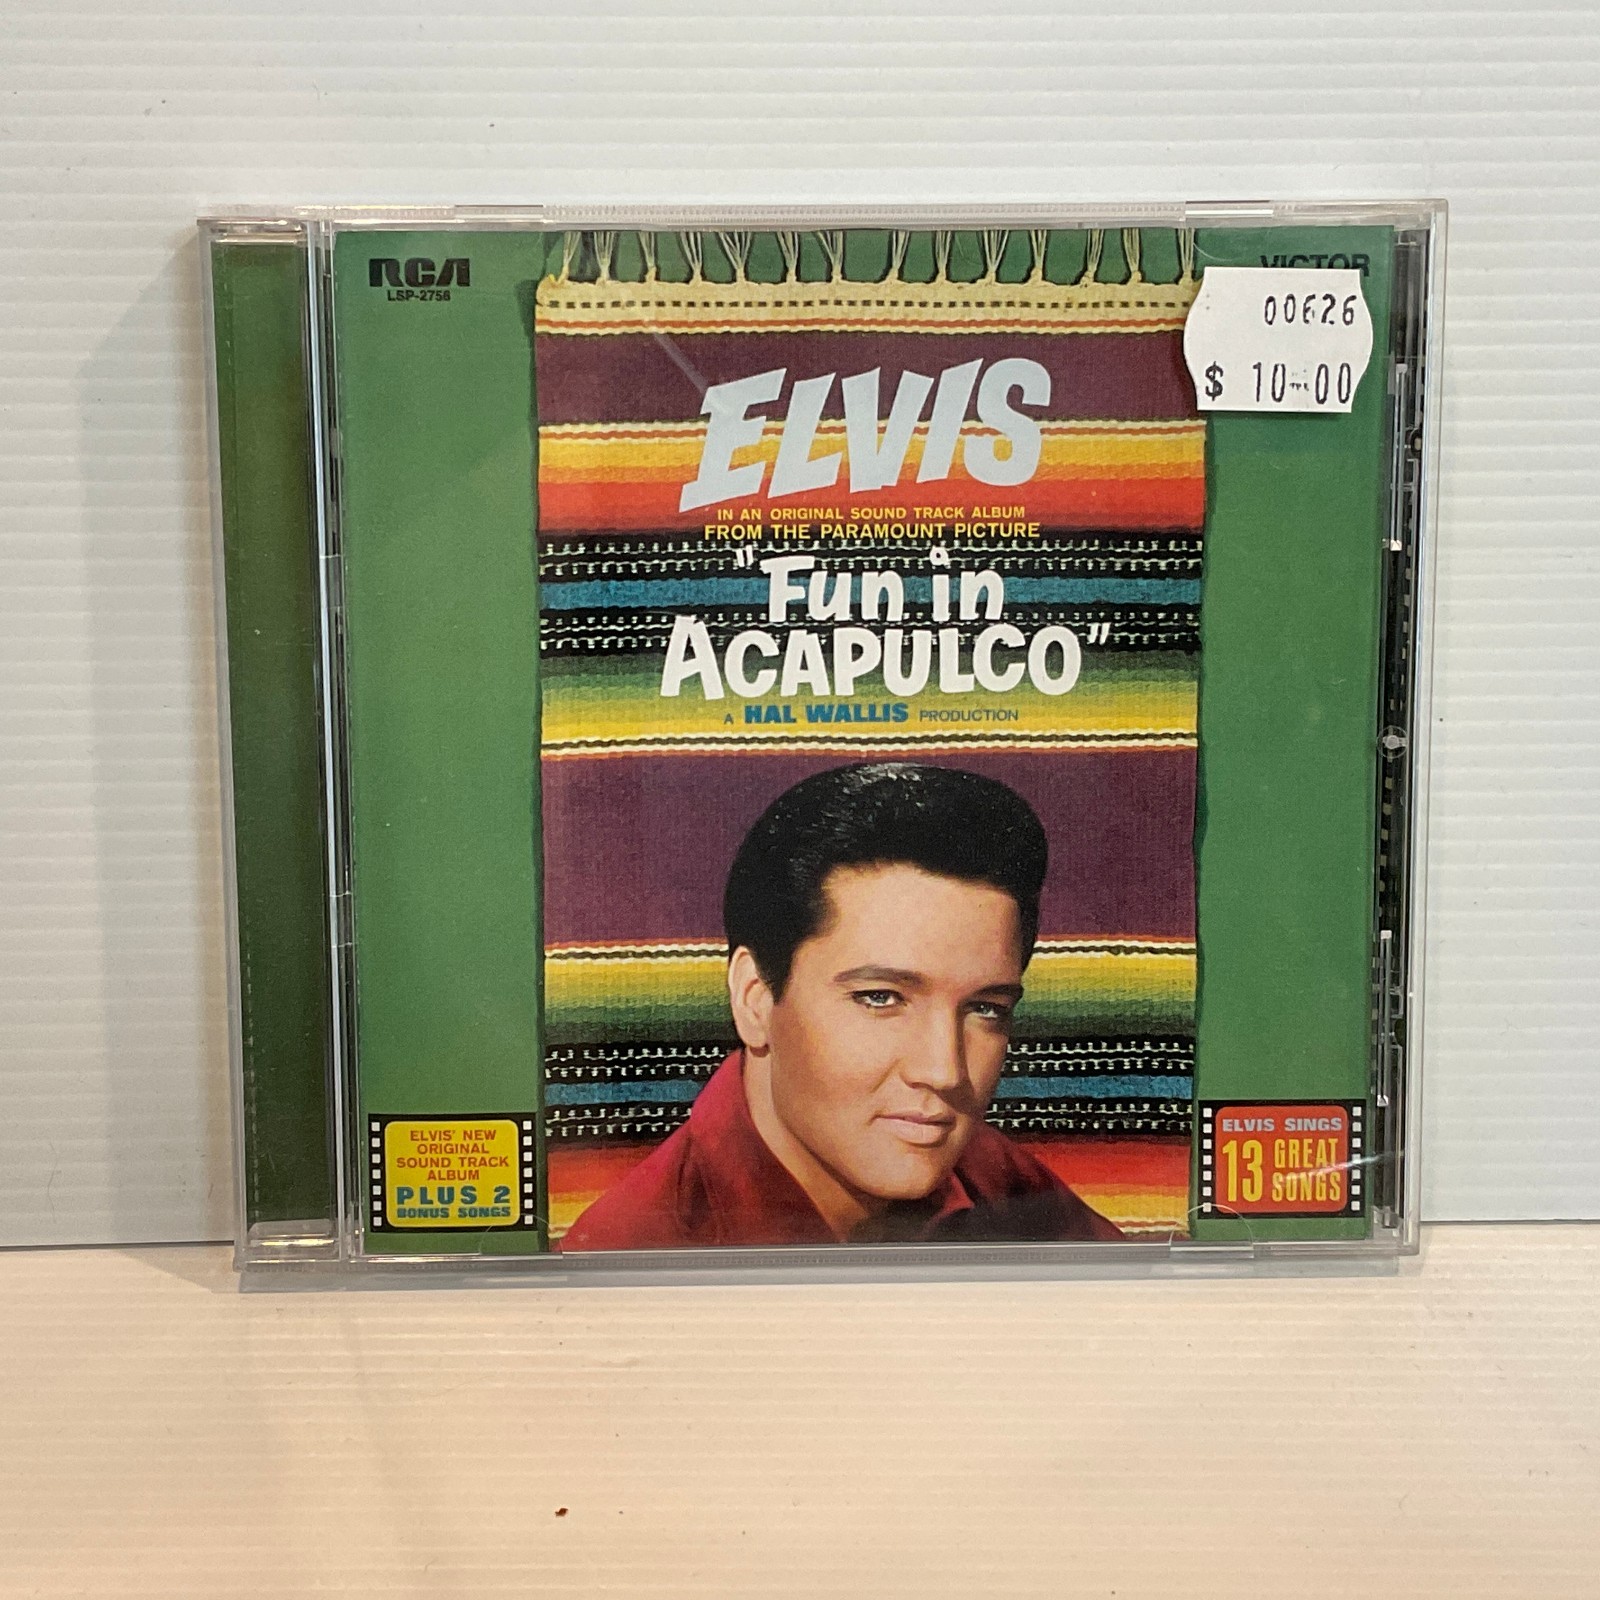 RCA
LSP-2756
VICTOR
00626
$ 10.00
ELVIS
IN AN ORIGINAL SOUND TRACK ALBUM
FROM THE PARAMOUNT PICTURE
"Fun in
ACAPULCO"
A HAL WALLIS PRODUCTION
ELVIS' NEW
ORIGINAL
SOUND TRACK
ALBUM
PLUS 2
BONUS SONGS
ELVIS SINGS
13 GREAT
SONGS